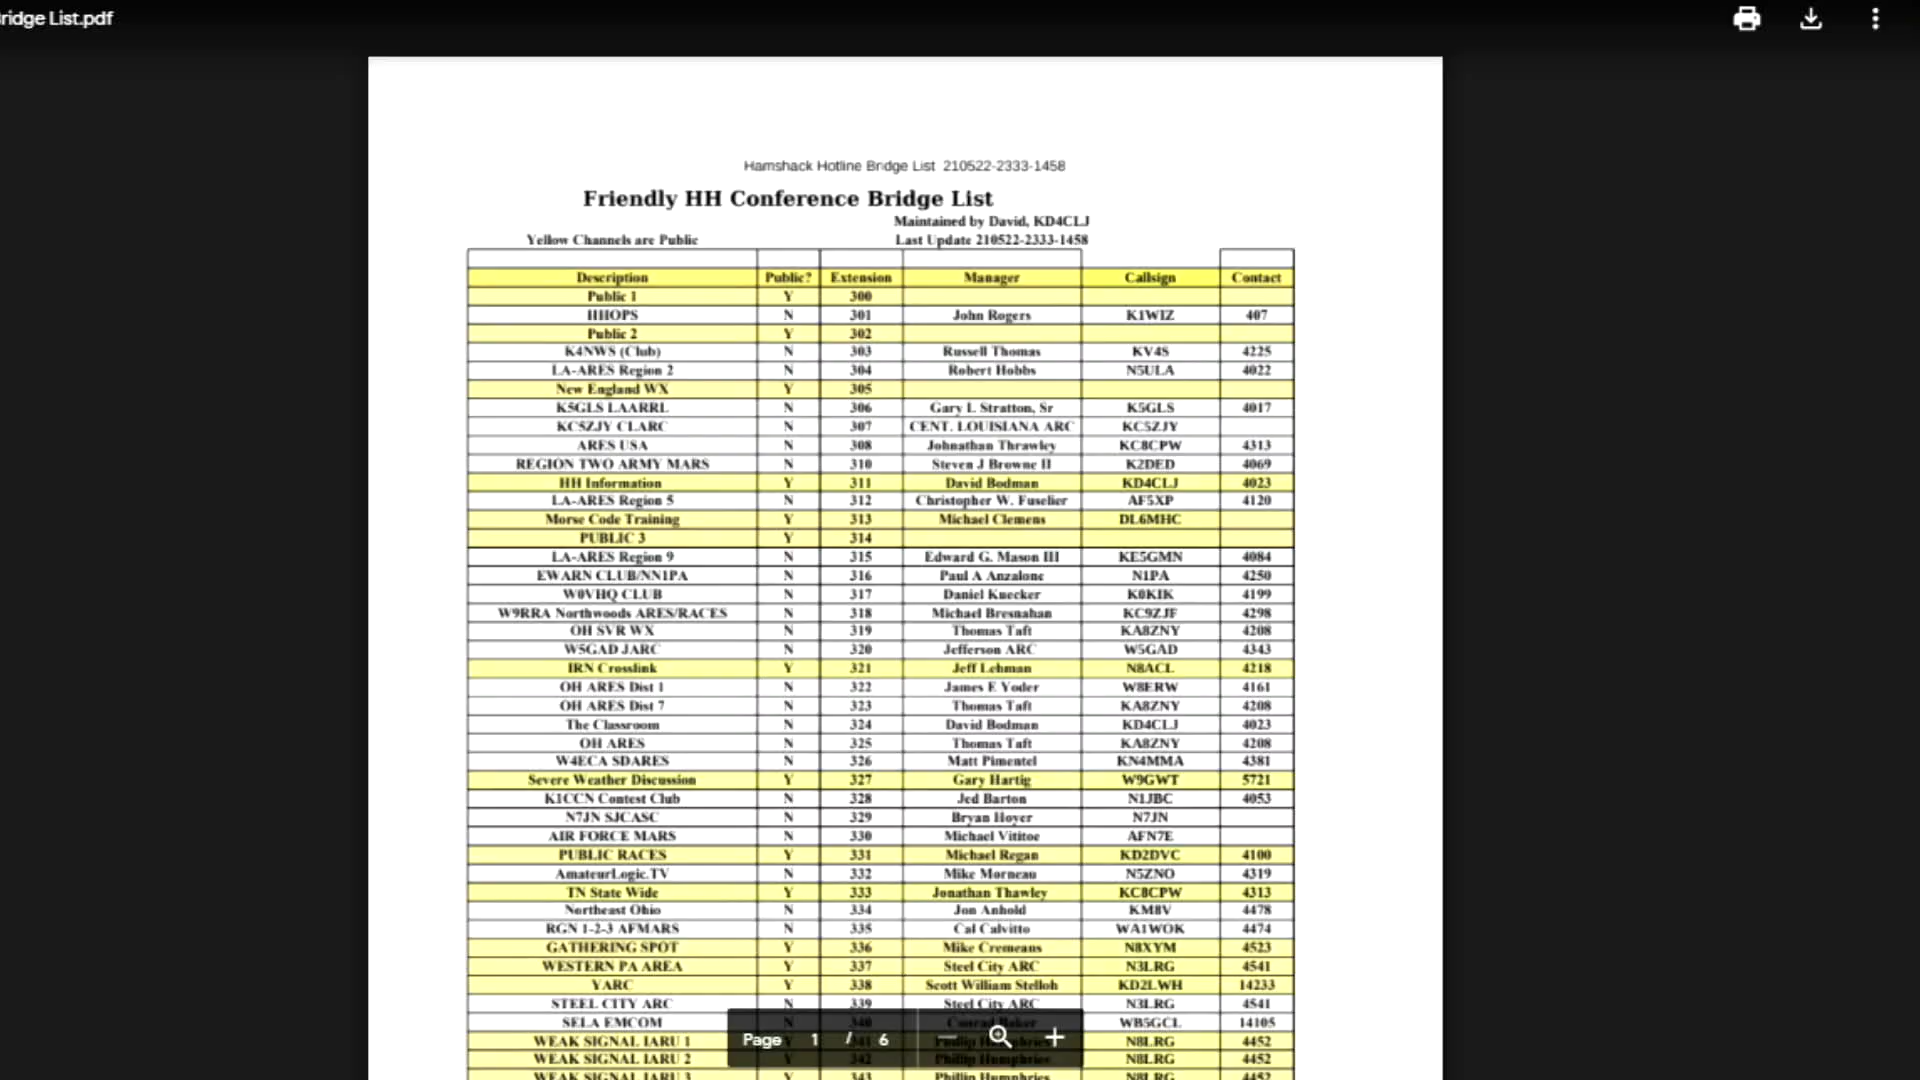 ridge List.pdf
Hamshack Hotline Bridge List 210522-2333-1458
Friendly HH Conference Bridge List
Maintained by David, KD4CLJ
Yellow Channels are Public Last Update 210522-2333-1458
Description Public? Extension Manager Callsign Contact
Public 1 Y 300
HHOPS N 301 John Rogers K1WIZ 407
Public 2 Y 302
K4NWS (Club) N 303 Russell Thomas KV4S 4225
LA-ARES Region 2 N 304 Robert Hobbs N5ULA 4022
New England WX Y 305
K5GLS LAARRL N 306 Gary L Stratton, Sr K5GLS 4017
KC5ZJY CLARC N 307 CENT. LOUISIANA ARC KC5ZJY
ARES USA N 308 Johnathan Thrawley KC8CPW 4313
REGION TWO ARMY MARS N 310 Steven J Browne II K2DED 4069
HH Information Y 311 David Bodman KD4CLJ 4023
LA-ARES Region 5 N 312 Christopher W. Fuselier AF5XP 4120
Morse Code Training Y 313 Michael Clemens DL6MHC
PUBLIC 3 Y 314
LA-ARES Region 9 N 315 Edward G. Mason III KE5GMN 4084
EWARN CLUB/NN1PA N 316 Paul A Anzalone N1PA 4250
W0VHQ CLUB N 317 Daniel Knecker K0KIK 4199
W9RRA Northwoods ARES/RACES N 318 Michael Bresnahan KC9ZJF 4298
OH SVR WX N 319 Thomas Taft KA8ZNY 4208
W5GAD JARC N 320 Jefferson ARC W5GAD 4343
IRN Crosslink Y 321 Jeff Lehman N8ACL 4218
OH ARES Dist 1 N 322 James E Yoder W8ERW 4161
OH ARES Dist 7 N 323 Thomas Taft KA8ZNY 4208
The Classroom N 324 David Bodman KD4CLJ 4023
OH ARES N 325 Thomas Taft KA8ZNY 4208
W4ECA SDARES N 326 Matt Pimentel KN4MMA 4381
Severe Weather Discussion Y 327 Gary Hartig W9GWT 5721
K1CCN Contest Club N 328 Jed Barton N1JBC 4053
N7JN SJCASC N 329 Bryan Hoyer N7JN
AIR FORCE MARS N 330 Michael Vititoe AFN7E
PUBLIC RACES Y 331 Michael Regan KD2DVC 4100
AmateurLogic.TV N 332 Mike Morneau N5ZNO 4319
TN State Wide Y 333 Jonathan Thawley KC8CPW 4313
Northeast Ohio N 334 Jon Anhold KM8V 4478
RGN 1-2-3 AFMARS N 335 Cal Calvitto WA1WOK 4474
GATHERING SPOT Y 336 Mike Cremeans N8XYM 4523
WESTERN PA AREA Y 337 Steel City ARC N3LRG 4541
YARC Y 338 Scott William Stelloh KD2LWH 14233
STEEL CITY ARC N 339 Steel City ARC N3LRG 4541
SELA EMCOM N 340 WB5GCL 14105
WEAK SIGNAL IARU 1 N8LRG 4452
WEAK SIGNAL IARU 2 Y 342 Phillip Humphries N8LRG 4452
WEAK SIGNAL IARU 3 Y 343 Phillip Humphries N8LRG 4452
Page 1 / 6